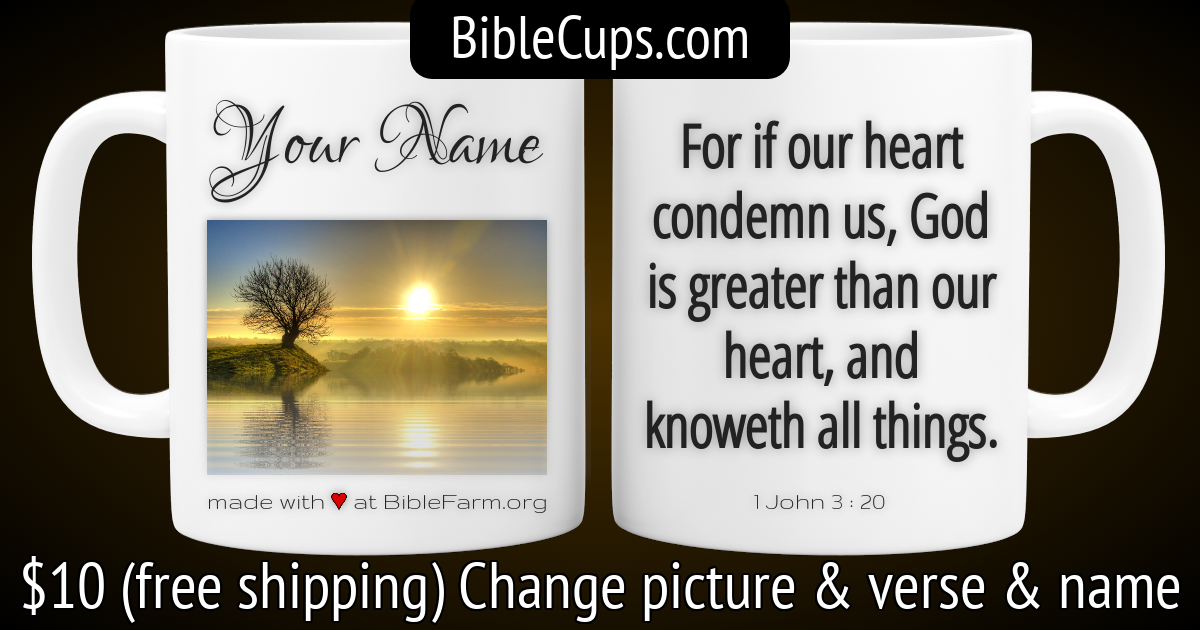 BibleCups.com
Your Name
made with ♥ at BibleFarm.org
For if our heart
condemn us, God
is greater than our
heart, and
knoweth all things.
1 John 3 : 20
$10 (free shipping) Change picture & verse & name